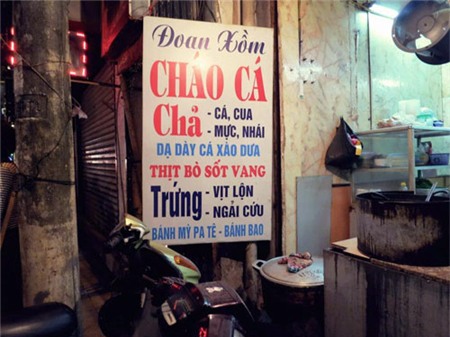 Đoan Xồm
CHÁO CÁ
Chả - CÁ, CUA
- MỰC, NHÁI
DẠ DÀY CÁ XÀO DƯA
THỊT BÒ SỐT VANG
Trứng - VỊT LỘN
- NGẢI CỨU
BÁNH MỲ PA TÊ - BÁNH BAO